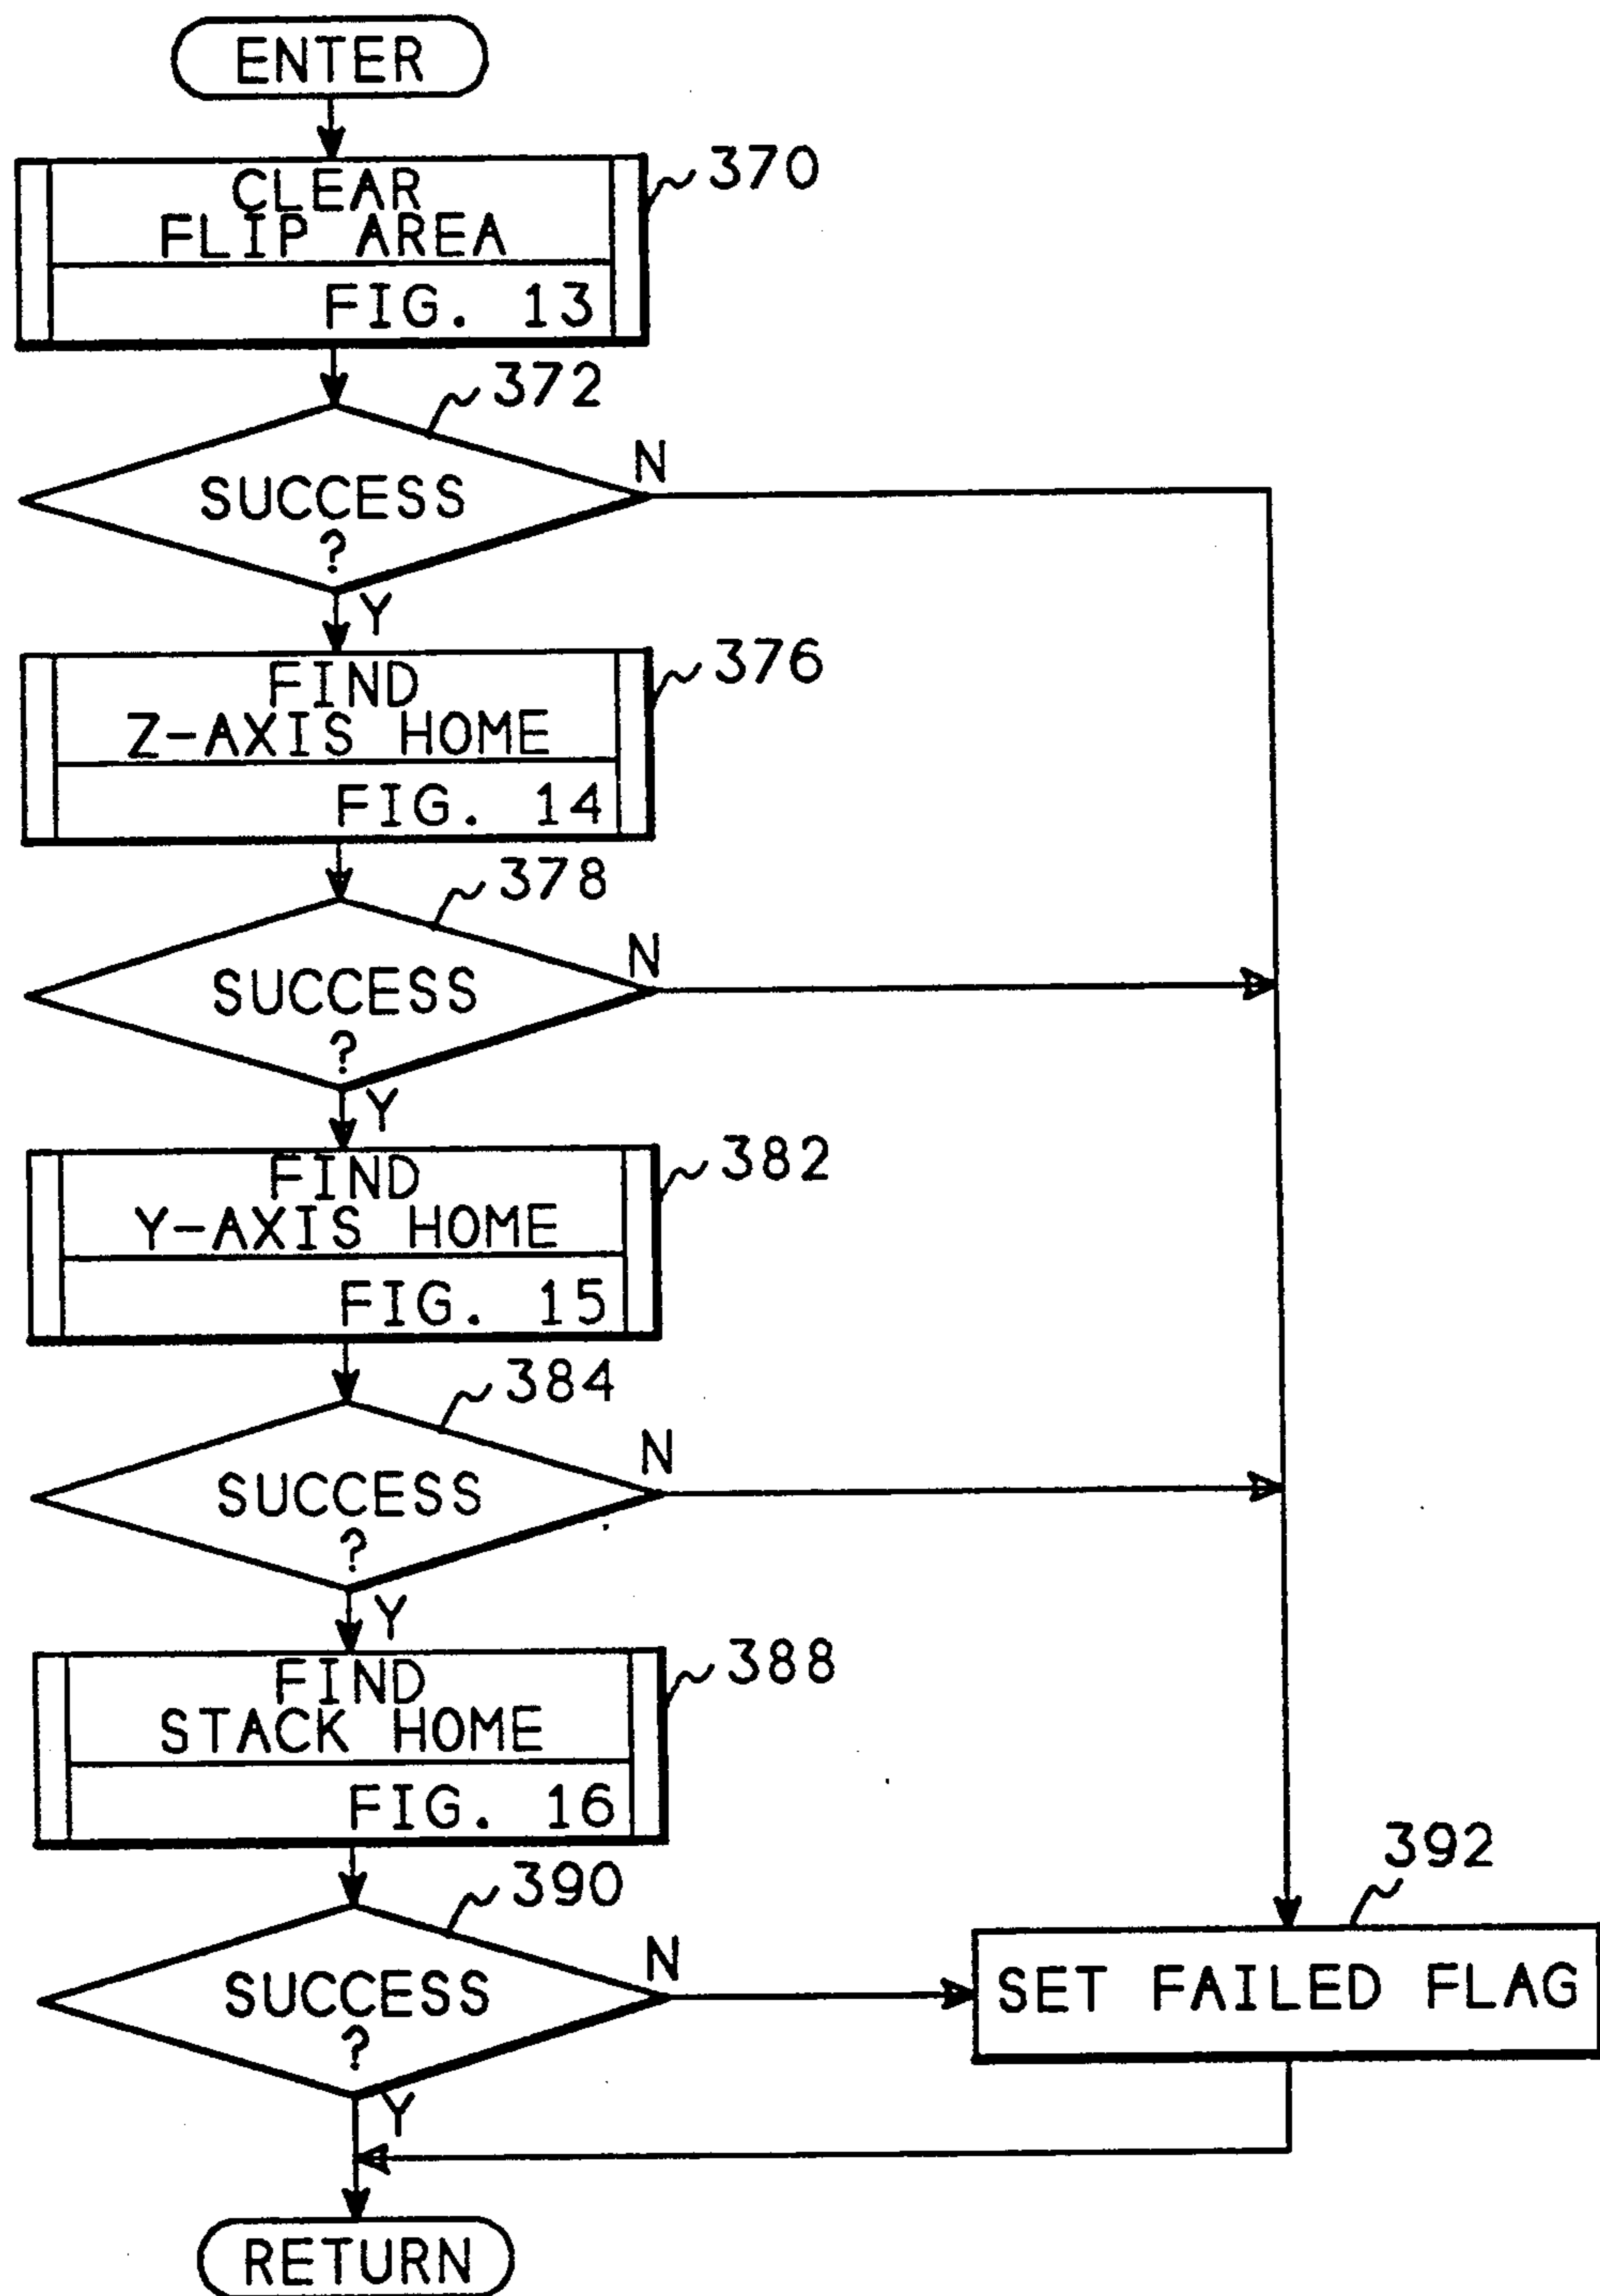 ENTER
370
CLEAR
FLIP AREA
FIG. 13
372
N
SUCCESS
?
Y
376
FIND
Z-AXIS HOME
FIG. 14
378
N
SUCCESS
?
Y
382
FIND
Y-AXIS HOME
FIG. 15
384
N
SUCCESS
?
Y
388
FIND
STACK HOME
FIG. 16
390
392
N
SUCCESS
?
SET FAILED FLAG
Y
RETURN